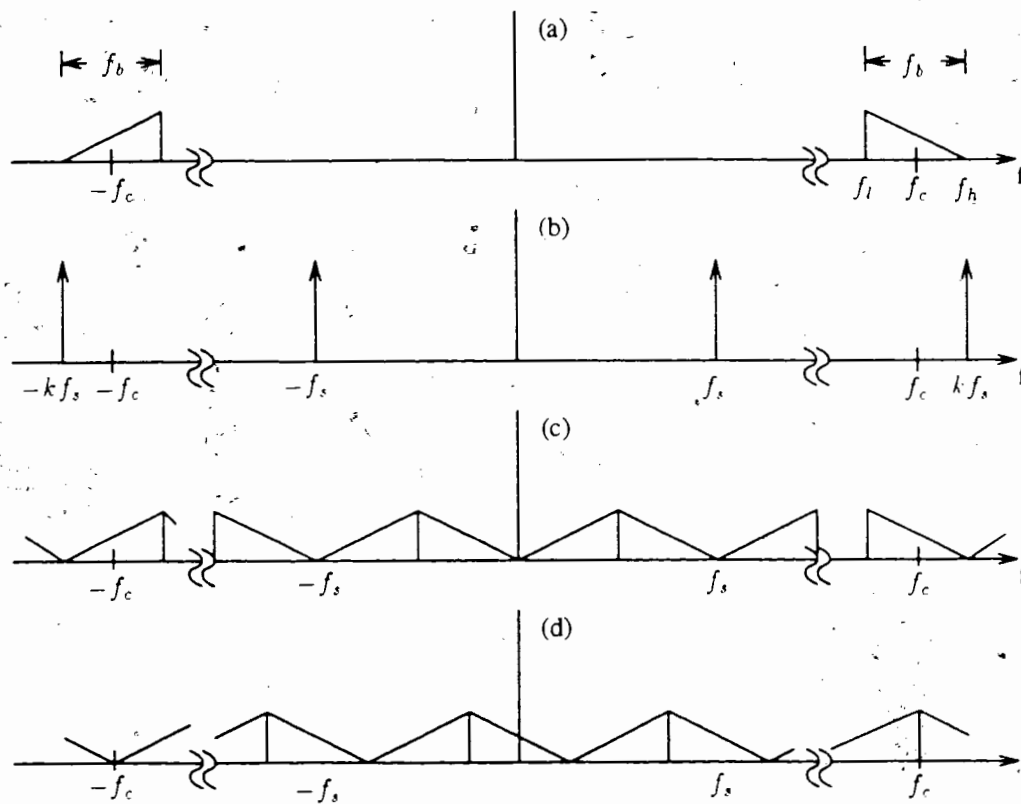 (a)
f_b f_b
−f_c f_l f_c f_h f
(b)
−k f_s −f_c −f_s f_s f_c k f_s
(c)
−f_c −f_s f_s f_c
(d)
−f_c −f_s f_s f_c